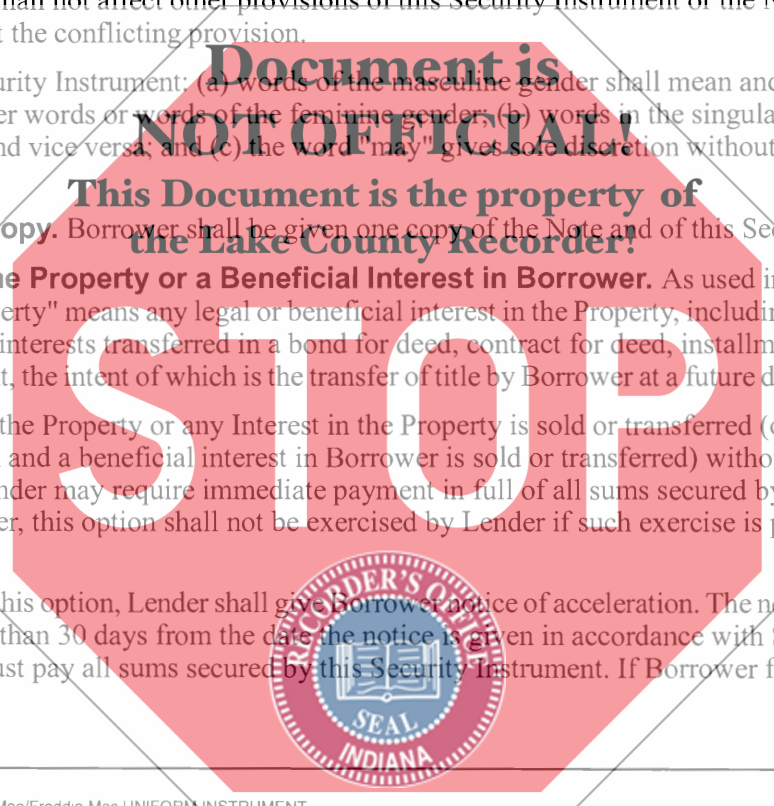 han not affect other provisions of this Security Instrument or the N
t the conflicting provision.
Document is
urity Instrument: (a) words of the masculine gender shall mean and
er words or words of the feminine gender; (b) words in the singula
NOT OFFICIAL!
nd vice versa; and (c) the word "may" gives sole discretion without
This Document is the property of
opy. Borrower shall be given one copy of the Note and of this Sec
the Lake County Recorder!
e Property or a Beneficial Interest in Borrower. As used in
erty" means any legal or beneficial interest in the Property, includin
interests transferred in a bond for deed, contract for deed, installm
t, the intent of which is the transfer of title by Borrower at a future d
STOP
the Property or any Interest in the Property is sold or transferred (o
and a beneficial interest in Borrower is sold or transferred) witho
nder may require immediate payment in full of all sums secured by
er, this option shall not be exercised by Lender if such exercise is p
RECORDER'S OFFICE
his option, Lender shall give Borrower notice of acceleration. The no
than 30 days from the date the notice is given in accordance with S
ust pay all sums secured by this Security Instrument. If Borrower f
SEAL
INDIANA
Mae/Freddie Mac UNIFORM INSTRUMENT